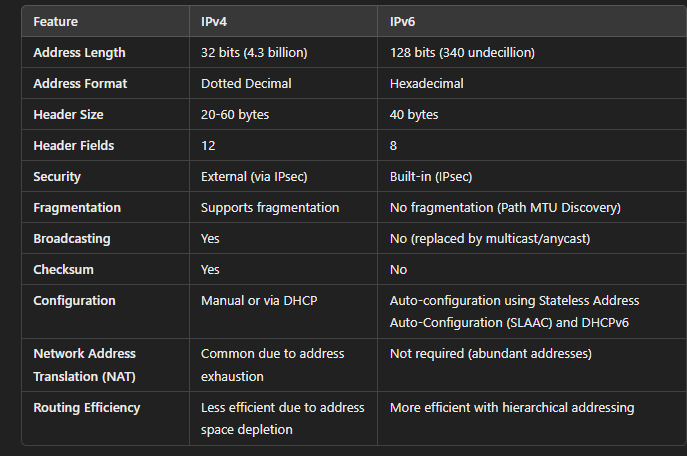 Feature IPv4 IPv6
Address Length 32 bits (4.3 billion) 128 bits (340 undecillion)
Address Format Dotted Decimal Hexadecimal
Header Size 20-60 bytes 40 bytes
Header Fields 12 8
Security External (via IPsec) Built-in (IPsec)
Fragmentation Supports fragmentation No fragmentation (Path MTU Discovery)
Broadcasting Yes No (replaced by multicast/anycast)
Checksum Yes No
Configuration Manual or via DHCP Auto-configuration using Stateless Address
Auto-Configuration (SLAAC) and DHCPv6
Network Address Common due to address Not required (abundant addresses)
Translation (NAT) exhaustion
Routing Efficiency Less efficient due to address More efficient with hierarchical addressing
space depletion